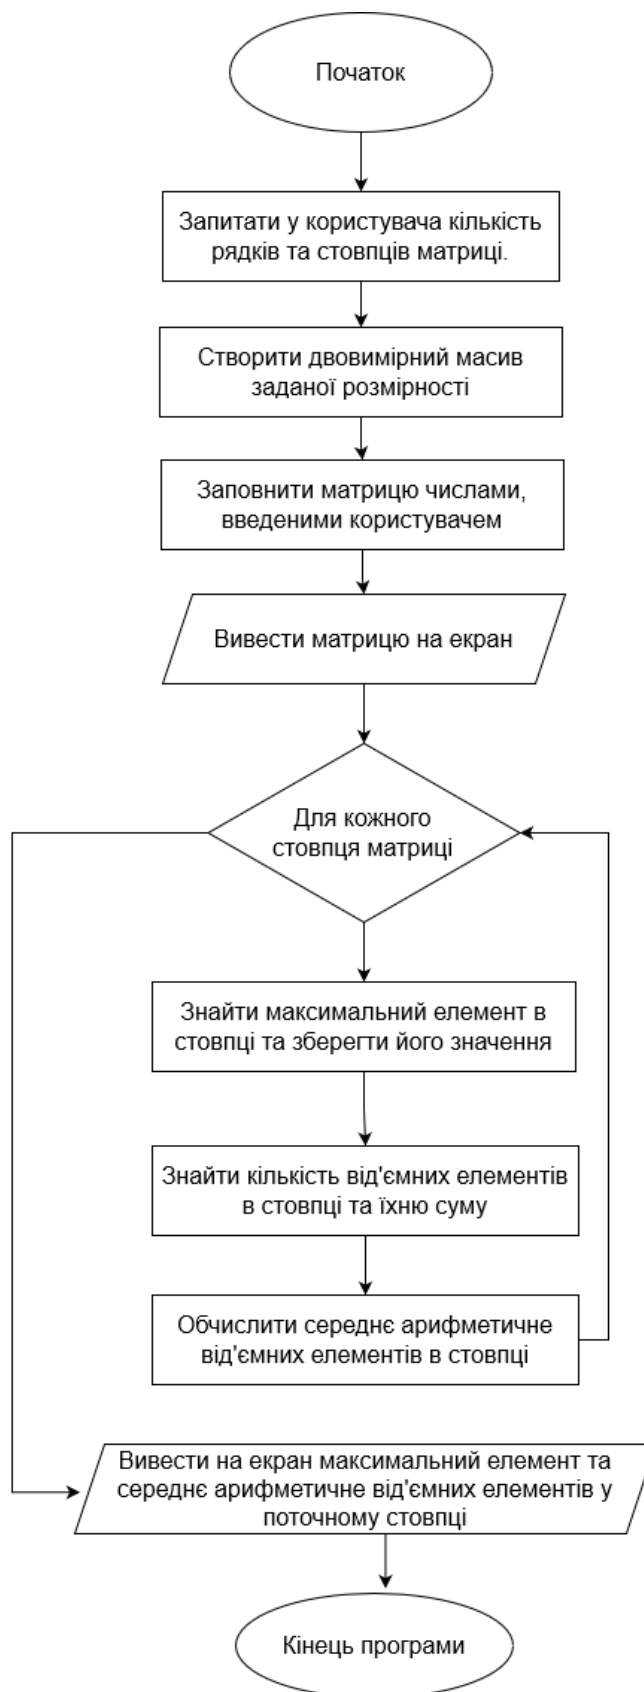 Початок
Запитати у користувача кількість
рядків та стовпців матриці.
Створити двовимірний масив
заданої розмірності
Заповнити матрицю числами,
введеними користувачем
Вивести матрицю на екран
Для кожного
стовпця матриці
Знайти максимальний елемент в
стовпці та зберегти його значення
Знайти кількість від'ємних елементів
в стовпці та їхню суму
Обчислити середнє арифметичне
від'ємних елементів в стовпці
Вивести на екран максимальний елемент та
середнє арифметичне від'ємних елементів у
поточному стовпці
Кінець програми